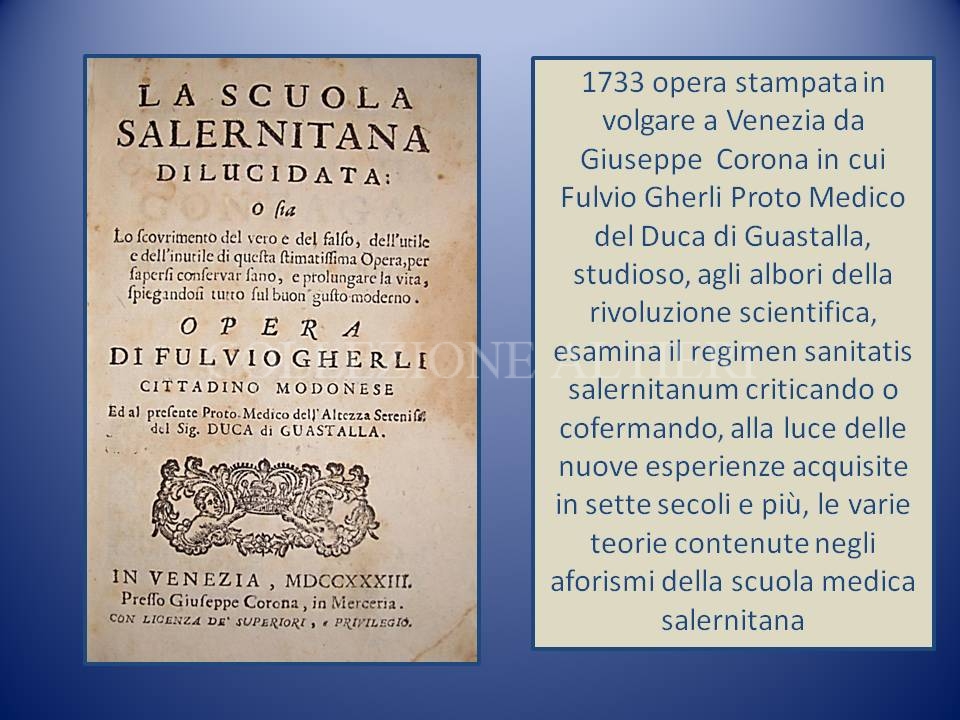 LA SCUOLA
SALERNITANA
DILUCIDATA:
O ſia
Lo ſcovrimento del vero e del falſo, dell'utile
e dell'inutile di queſta ſtimatiſſima Opera, per
ſaperſi conſervar ſano, e prolungare la vita,
ſpiegandoſi tutto ſul buon guſto moderno.
OPERA
DI FULVIO GHERLI
CITTADINO MODONESE
Ed al preſente Proto-Medico dell'Altezza Sereniſs.
del Sig. DUCA di GUASTALLA.
IN VENEZIA, MDCCXXXIII.
Preſſo Giuſeppe Corona, in Merceria.
CON LICENZA DE' SUPERIORI, e PRIVILEGIO.
COLLEZIONE ALTIERI
1733 opera stampata in
volgare a Venezia da
Giuseppe Corona in cui
Fulvio Gherli Proto Medico
del Duca di Guastalla,
studioso, agli albori della
rivoluzione scientifica,
esamina il regimen sanitatis
salernitanum criticando o
cofermando, alla luce delle
nuove esperienze acquisite
in sette secoli e più, le varie
teorie contenute negli
aforismi della scuola medica
salernitana